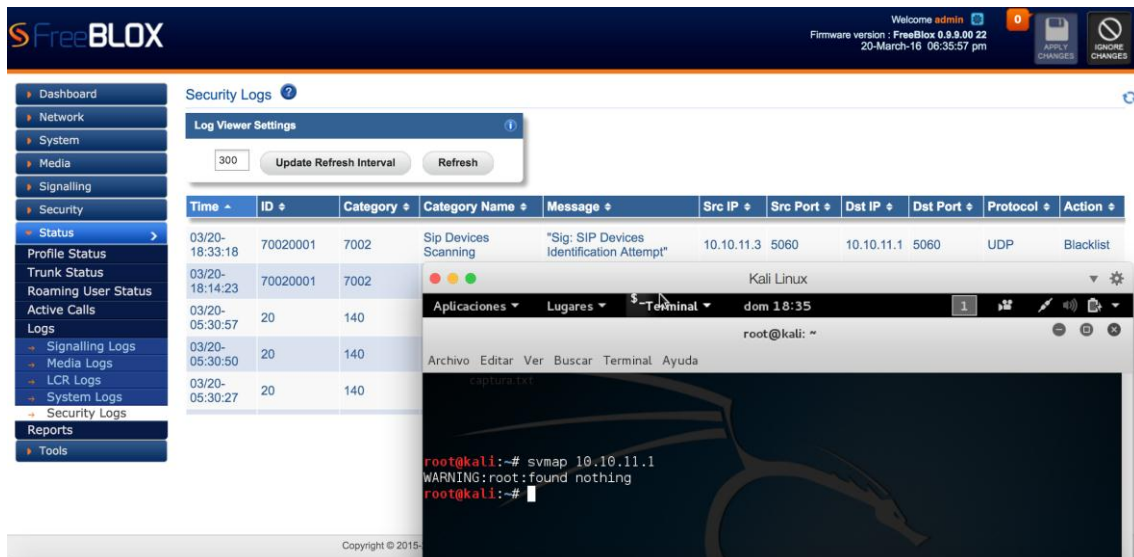 FreeBLOX
Welcome admin
Firmware version : FreeBlox 0.9.9.00 22
20-March-16 06:35:57 pm
0
APPLY CHANGES
IGNORE CHANGES
Dashboard
Network
System
Media
Signalling
Security
Status
Profile Status
Trunk Status
Roaming User Status
Active Calls
Logs
Signalling Logs
Media Logs
LCR Logs
System Logs
Security Logs
Reports
Tools
Security Logs
Log Viewer Settings
300 Update Refresh Interval Refresh
Time ID Category Category Name Message Src IP Src Port Dst IP Dst Port Protocol Action
03/20-18:33:18 70020001 7002 Sip Devices Scanning "Sig: SIP Devices Identification Attempt" 10.10.11.3 5060 10.10.11.1 5060 UDP Blacklist
03/20-18:14:23 70020001 7002
03/20-05:30:57 20 140
03/20-05:30:50 20 140
03/20-05:30:27 20 140
Kali Linux
Aplicaciones Lugares Terminal dom 18:35 1
root@kali: ~
Archivo Editar Ver Buscar Terminal Ayuda
captura.txt
root@kali:~# svmap 10.10.11.1
WARNING:root:found nothing
root@kali:~#
Copyright © 2015-